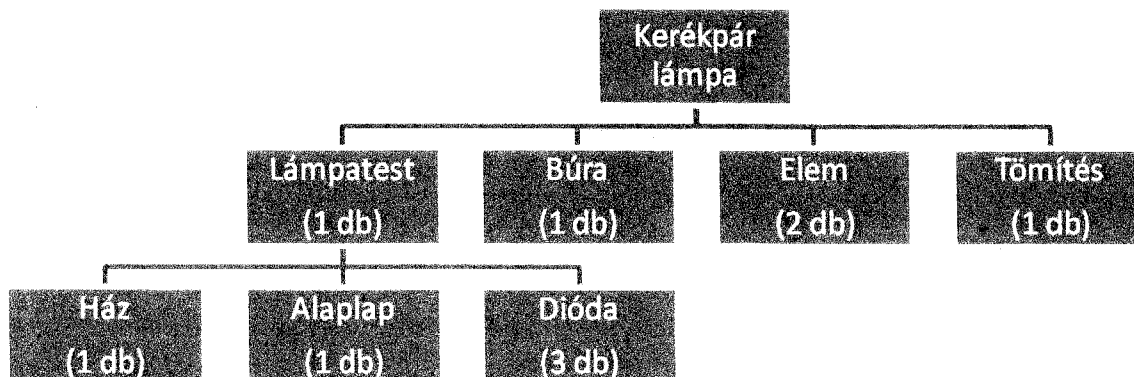 Kerékpár
lámpa
Lámpatest
(1 db)
Búra
(1 db)
Elem
(2 db)
Tömítés
(1 db)
Ház
(1 db)
Alaplap
(1 db)
Dióda
(3 db)